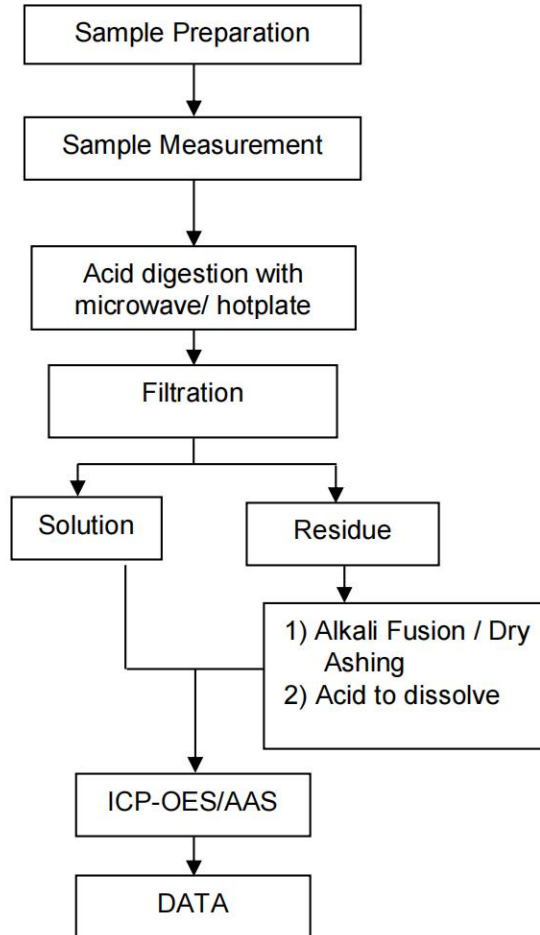 Sample Preparation
Sample Measurement
Acid digestion with
microwave/ hotplate
Filtration
Solution
Residue
1) Alkali Fusion / Dry
Ashing
2) Acid to dissolve
ICP-OES/AAS
DATA